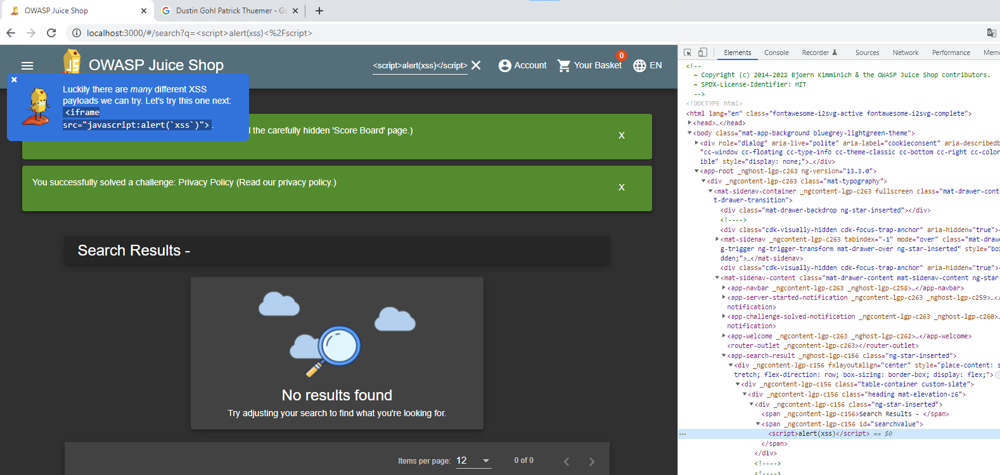 OWASP Juice Shop
Dustin Gohl Patrick Thuemer - Go
localhost:3000/#/search?q=<script>alert(xss)<%2Fscript>
OWASP Juice Shop
<script>alert(xss)</script>
Account
Your Basket
0
EN
Luckily there are many different XSS
payloads we can try. Let's try this one next:
<iframe
src="javascript:alert(`xss`)">.
the carefully hidden 'Score Board' page.)
X
You successfully solved a challenge: Privacy Policy (Read our privacy policy.)
X
Search Results -
No results found
Try adjusting your search to find what you're looking for.
Items per page: 12
0 of 0
Elements Console Recorder Sources Network Performance Mem
<!--
~ Copyright (c) 2014-2022 Bjoern Kimminich & the OWASP Juice Shop contributors.
~ SPDX-License-Identifier: MIT
-->
<!DOCTYPE html>
<html lang="en" class="fontawesome-i2svg-active fontawesome-i2svg-complete">
<head>…</head>
<body class="mat-app-background bluegrey-lightgreen-theme">
<div role="dialog" aria-live="polite" aria-label="cookieconsent" aria-describedb
"cc-window cc-floating cc-type-info cc-theme-classic cc-bottom cc-right cc-color
ible" style="display: none;">…</div>
<app-root _nghost-lgp-c263 ng-version="13.3.0">
<div _ngcontent-lgp-c263 class="mat-typography">
<mat-sidenav-container _ngcontent-lgp-c263 fullscreen class="mat-drawer-cont
t-drawer-transition">
<div class="mat-drawer-backdrop ng-star-inserted"></div>
<!---->
<div class="cdk-visually-hidden cdk-focus-trap-anchor" aria-hidden="true"><
<mat-sidenav _ngcontent-lgp-c263 tabindex="-1" mode="over" class="mat-draw
g-trigger ng-trigger-transform mat-drawer-over ng-star-inserted" style="box
dden;">…</mat-sidenav>
<div class="cdk-visually-hidden cdk-focus-trap-anchor" aria-hidden="true"><
<mat-sidenav-content class="mat-drawer-content mat-sidenav-content ng-star-
<app-navbar _ngcontent-lgp-c263 _nghost-lgp-c258>…</app-navbar>
<app-server-started-notification _ngcontent-lgp-c263 _nghost-lgp-c259>…</
notification>
<app-challenge-solved-notification _ngcontent-lgp-c263 _nghost-lgp-c260>…
notification>
<app-welcome _ngcontent-lgp-c263 _nghost-lgp-c262>…</app-welcome>
<router-outlet _ngcontent-lgp-c263></router-outlet>
<app-search-result _nghost-lgp-c156 class="ng-star-inserted">
<div _ngcontent-lgp-c156 fxlayoutalign="center" style="place-content: s
tretch; flex-direction: row; box-sizing: border-box; display: flex;">
<div _ngcontent-lgp-c156 class="table-container custom-slate">
<div _ngcontent-lgp-c156 class="heading mat-elevation-z6">
<div _ngcontent-lgp-c156 class="ng-star-inserted">
<span _ngcontent-lgp-c156>Search Results - </span>
<span _ngcontent-lgp-c156 id="searchValue">
<script>alert(xss)</script> == $0
</span>
</div>
<!---->
<!---->